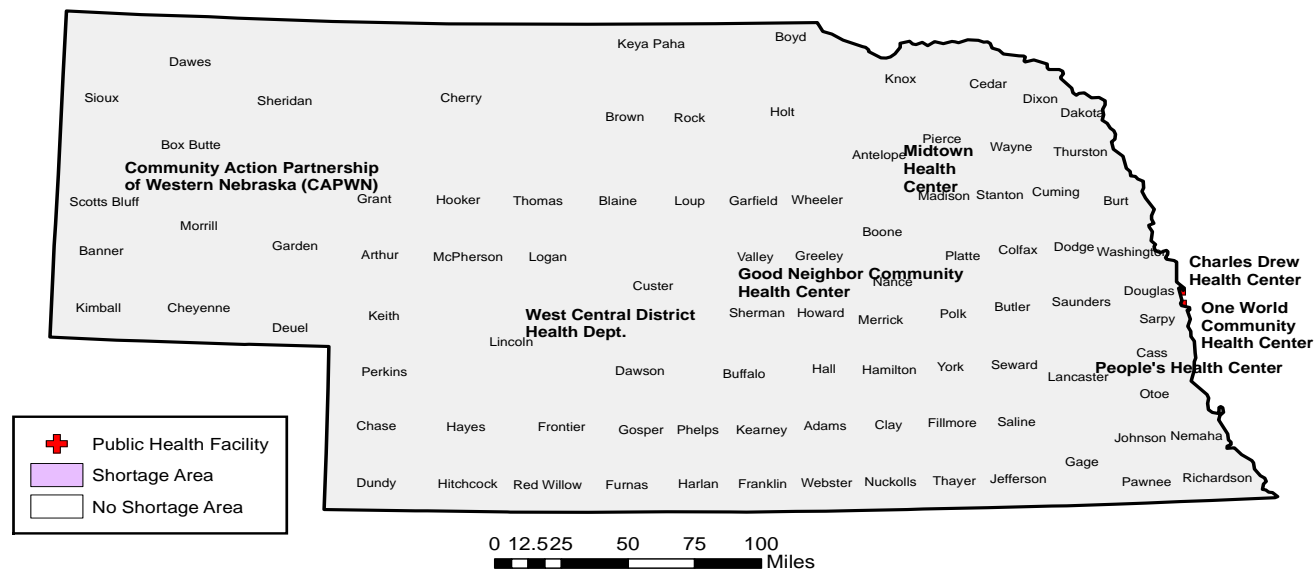 Keya Paha
Boyd
Dawes
Knox
Cedar
Sioux
Sheridan
Cherry
Dixon
Brown
Rock
Holt
Dakota
Box Butte
Pierce
Wayne
Thurston
Antelope
Midtown
Health
Center
Community Action Partnership
of Western Nebraska (CAPWN)
Scotts Bluff
Grant
Hooker
Thomas
Blaine
Loup
Garfield
Wheeler
Madison
Stanton
Cuming
Burt
Morrill
Boone
Banner
Garden
Arthur
McPherson
Logan
Valley
Greeley
Platte
Colfax
Dodge
Washington
Charles Drew
Health Center
Good Neighbor Community
Health Center
Nance
Custer
Douglas
Kimball
Cheyenne
Deuel
Keith
West Central District
Health Dept.
Lincoln
Sherman
Howard
Merrick
Polk
Butler
Saunders
Sarpy
One World
Community
Health Center
Cass
People's Health Center
Perkins
Dawson
Buffalo
Hall
Hamilton
York
Seward
Lancaster
Otoe
Chase
Hayes
Frontier
Gosper
Phelps
Kearney
Adams
Clay
Fillmore
Saline
Johnson
Nemaha
Gage
Dundy
Hitchcock
Red Willow
Furnas
Harlan
Franklin
Webster
Nuckolls
Thayer
Jefferson
Pawnee
Richardson
Public Health Facility
Shortage Area
No Shortage Area
0 12.525 50 75 100
Miles